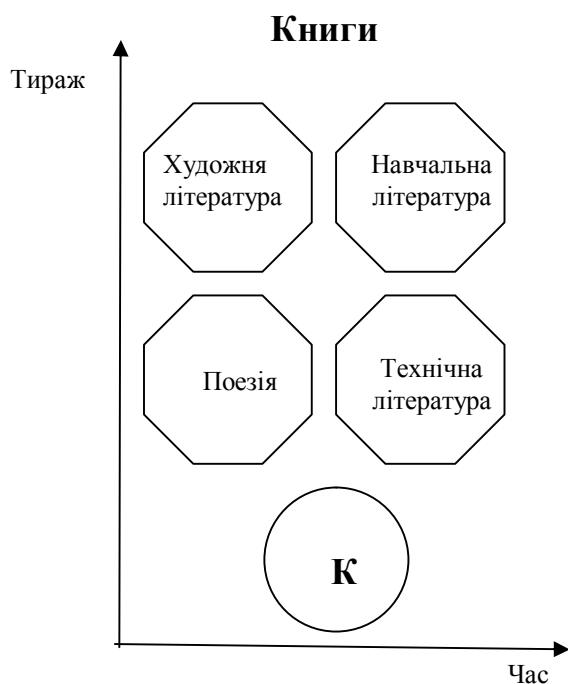 Книги
Тираж
Художня
література
Навчальна
література
Поезія
Технічна
література
К
Час